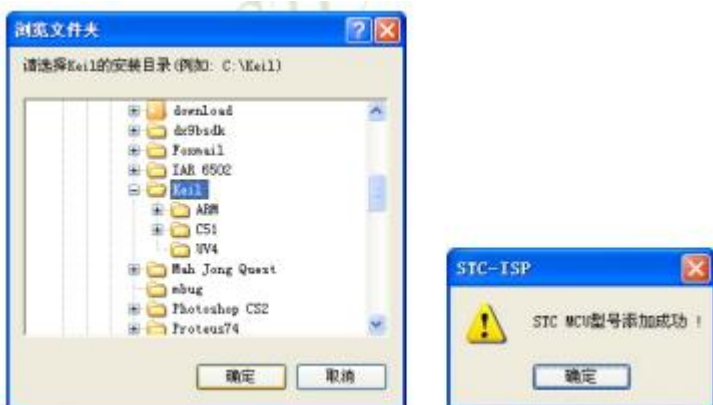 浏览文件夹
请选择Keil的安装目录(例如: C:\Keil)
download
dx9bsdk
Foxmail
IAR 6502
Keil
ARM
C51
UV4
Mah Jong Quest
mbug
Photoshop CS2
Proteus74
确定
取消
STC-ISP
STC MCU型号添加成功 !
确定